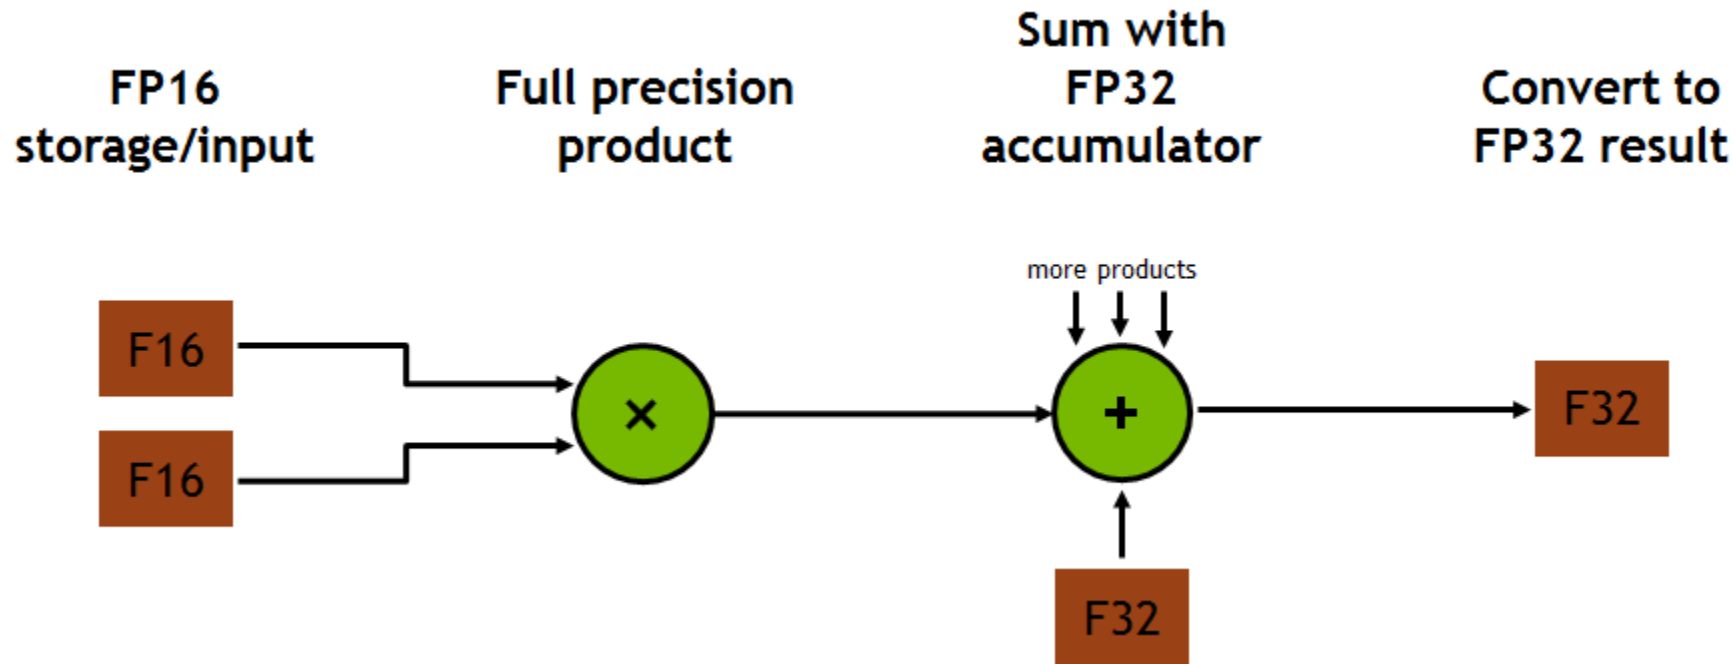 FP16
storage/input
Full precision
product
Sum with
FP32
accumulator
Convert to
FP32 result
more products
F16
F16
×
+
F32
F32